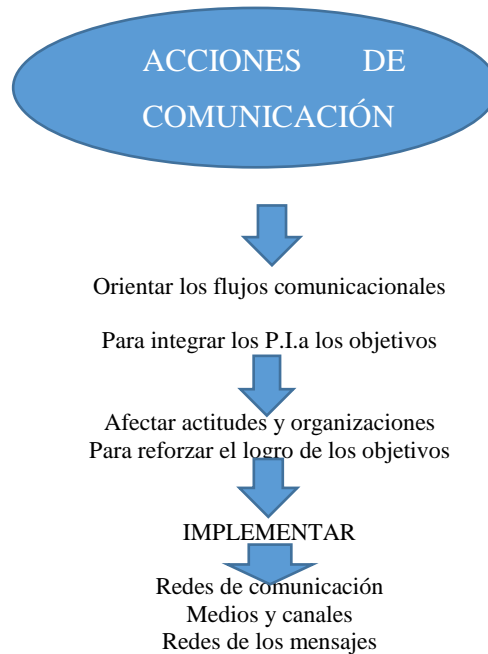 ACCIONES DE
COMUNICACIÓN
Orientar los flujos comunicacionales
Para integrar los P.I.a los objetivos
Afectar actitudes y organizaciones
Para reforzar el logro de los objetivos
IMPLEMENTAR
Redes de comunicación
Medios y canales
Redes de los mensajes